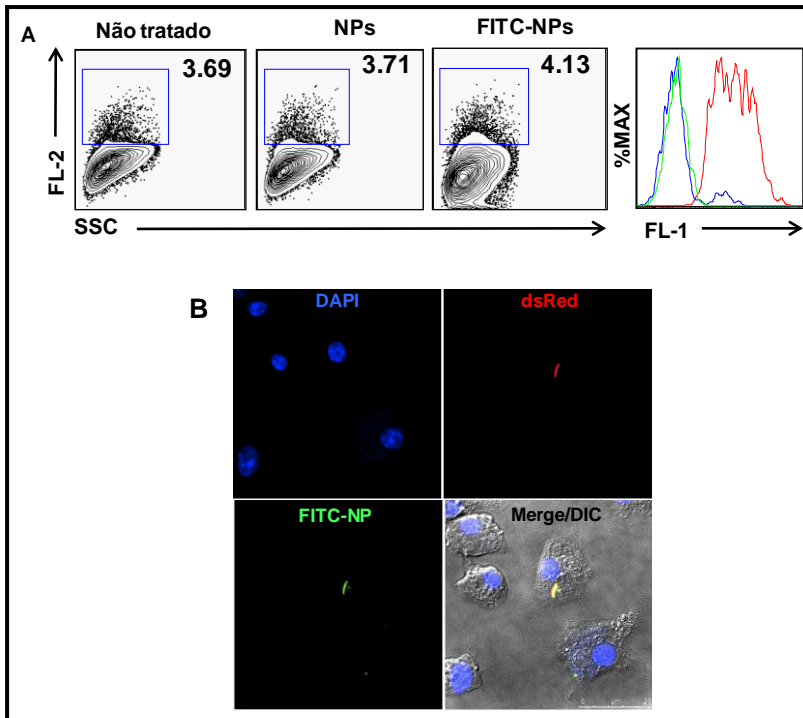 A
Não tratado
NPs
FITC-NPs
3.69
3.71
4.13
FL-2
%MAX
SSC
FL-1
B
DAPI
dsRed
FITC-NP
Merge/DIC